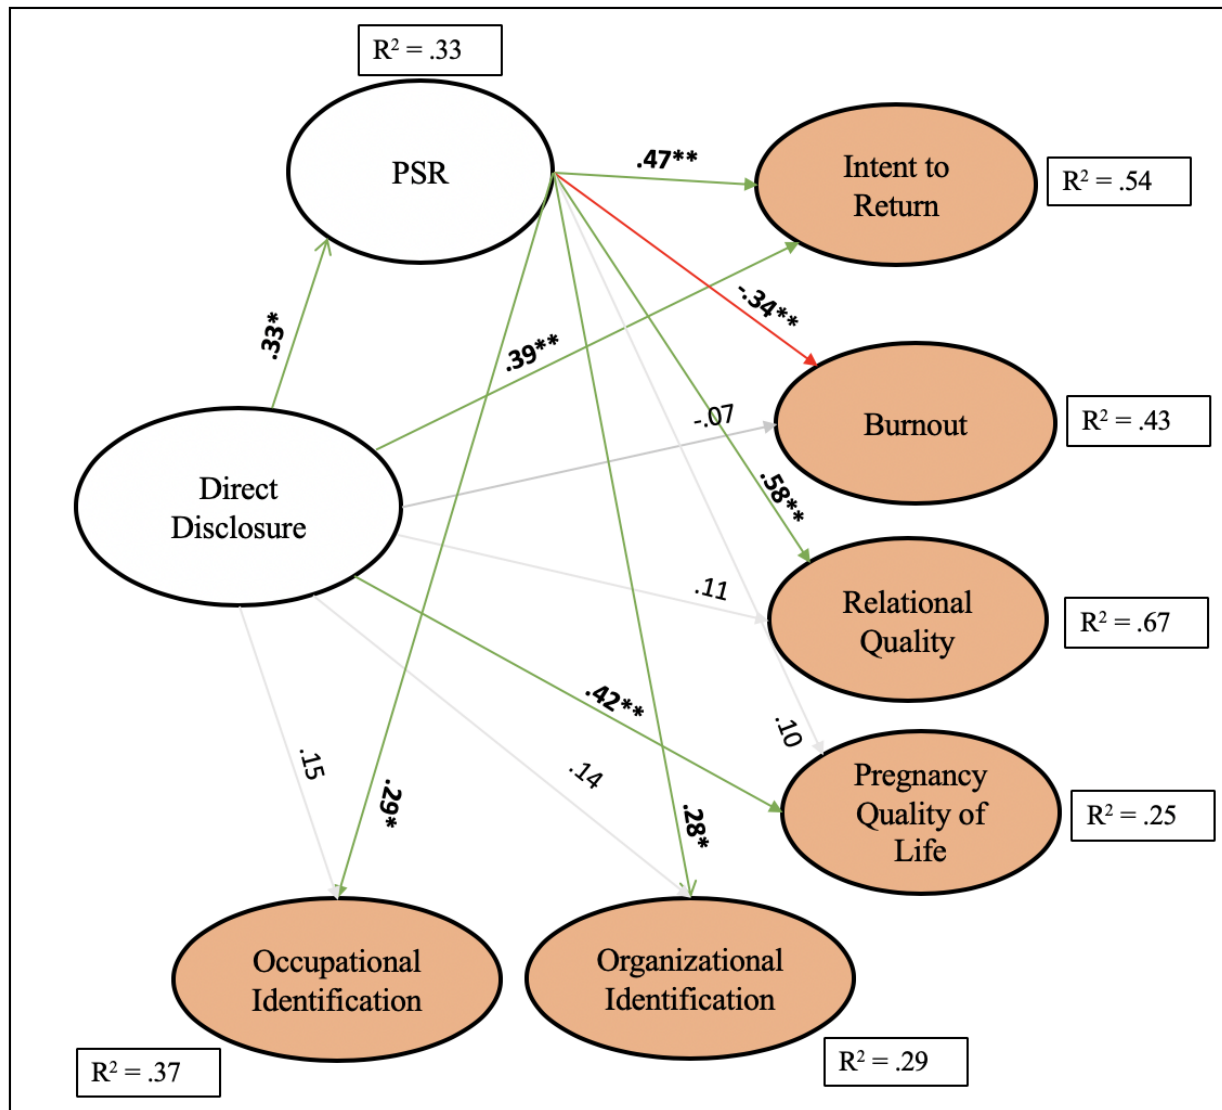 R² = .33
PSR
.47**
Intent to
Return
R² = .54
.33*
.39**
-.34**
Burnout
R² = .43
-.07
Direct
Disclosure
.58**
.11
Relational
Quality
R² = .67
.42**
.10
.15
.14
.29*
.28*
Pregnancy
Quality of
Life
R² = .25
Occupational
Identification
R² = .37
Organizational
Identification
R² = .29